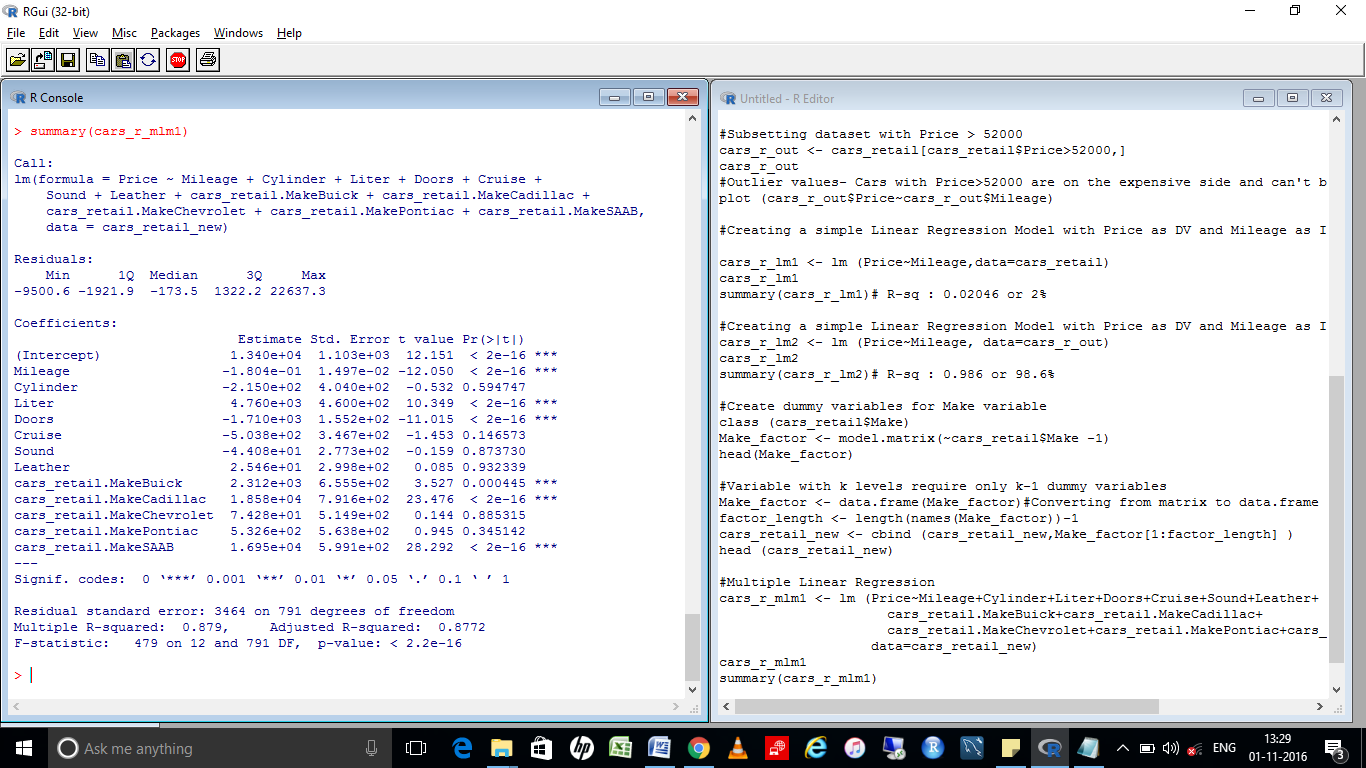 RGui (32-bit)
File Edit View Misc Packages Windows Help
STOP
R Console
> summary(cars_r_mlm1)
Call:
lm(formula = Price ~ Mileage + Cylinder + Liter + Doors + Cruise +
    Sound + Leather + cars_retail.MakeBuick + cars_retail.MakeCadillac +
    cars_retail.MakeChevrolet + cars_retail.MakePontiac + cars_retail.MakeSAAB,
    data = cars_retail_new)
Residuals:
    Min      1Q  Median      3Q     Max
-9500.6 -1921.9  -173.5  1322.2 22637.3
Coefficients:
                            Estimate Std. Error t value Pr(>|t|)
(Intercept)                1.340e+04  1.103e+03  12.151  < 2e-16 ***
Mileage                   -1.804e-01  1.497e-02 -12.050  < 2e-16 ***
Cylinder                  -2.150e+02  4.040e+02  -0.532 0.594747
Liter                      4.760e+03  4.600e+02  10.349  < 2e-16 ***
Doors                     -1.710e+03  1.552e+02 -11.015  < 2e-16 ***
Cruise                    -5.038e+02  3.467e+02  -1.453 0.146573
Sound                     -4.408e+01  2.773e+02  -0.159 0.873730
Leather                    2.546e+01  2.998e+02   0.085 0.932339
cars_retail.MakeBuick      2.312e+03  6.555e+02   3.527 0.000445 ***
cars_retail.MakeCadillac   1.858e+04  7.916e+02  23.476  < 2e-16 ***
cars_retail.MakeChevrolet  7.428e+01  5.149e+02   0.144 0.885315
cars_retail.MakePontiac    5.326e+02  5.638e+02   0.945 0.345142
cars_retail.MakeSAAB       1.695e+04  5.991e+02  28.292  < 2e-16 ***
---
Signif. codes:  0 ‘***’ 0.001 ‘**’ 0.01 ‘*’ 0.05 ‘.’ 0.1 ‘ ’ 1
Residual standard error: 3464 on 791 degrees of freedom
Multiple R-squared:  0.879,     Adjusted R-squared:  0.8772
F-statistic:   479 on 12 and 791 DF,  p-value: < 2.2e-16
>
Untitled - R Editor
#Subsetting dataset with Price > 52000
cars_r_out <- cars_retail[cars_retail$Price>52000,]
cars_r_out
#Outlier values- Cars with Price>52000 are on the expensive side and can't b
plot (cars_r_out$Price~cars_r_out$Mileage)
#Creating a simple Linear Regression Model with Price as DV and Mileage as I
cars_r_lm1 <- lm (Price~Mileage,data=cars_retail)
cars_r_lm1
summary(cars_r_lm1)# R-sq : 0.02046 or 2%
#Creating a simple Linear Regression Model with Price as DV and Mileage as I
cars_r_lm2 <- lm (Price~Mileage, data=cars_r_out)
cars_r_lm2
summary(cars_r_lm2)# R-sq : 0.986 or 98.6%
#Create dummy variables for Make variable
class (cars_retail$Make)
Make_factor <- model.matrix(~cars_retail$Make -1)
head(Make_factor)
#Variable with k levels require only k-1 dummy variables
Make_factor <- data.frame(Make_factor)#Converting from matrix to data.frame
factor_length <- length(names(Make_factor))-1
cars_retail_new <- cbind (cars_retail_new,Make_factor[1:factor_length] )
head (cars_retail_new)
#Multiple Linear Regression
cars_r_mlm1 <- lm (Price~Mileage+Cylinder+Liter+Doors+Cruise+Sound+Leather+
                      cars_retail.MakeBuick+cars_retail.MakeCadillac+
                      cars_retail.MakeChevrolet+cars_retail.MakePontiac+cars_
                    data=cars_retail_new)
cars_r_mlm1
summary(cars_r_mlm1)
Ask me anything
ENG
13:29
01-11-2016
3